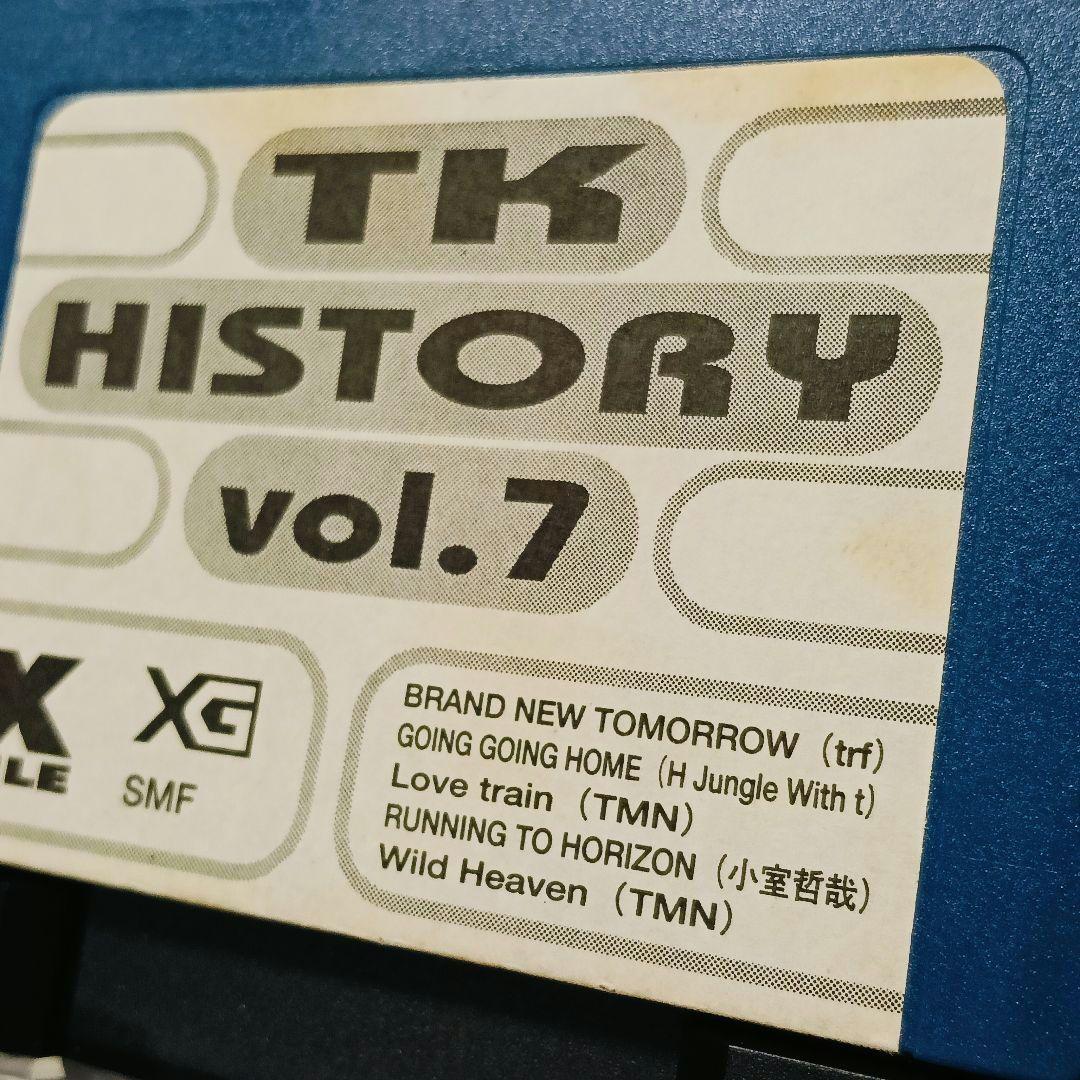 TK
HISTORY
vol.7
XG
SMF
BRAND NEW TOMORROW（trf）
GOING GOING HOME（H Jungle With t）
Love train（TMN）
RUNNING TO HORIZON（小室哲哉）
Wild Heaven（TMN）